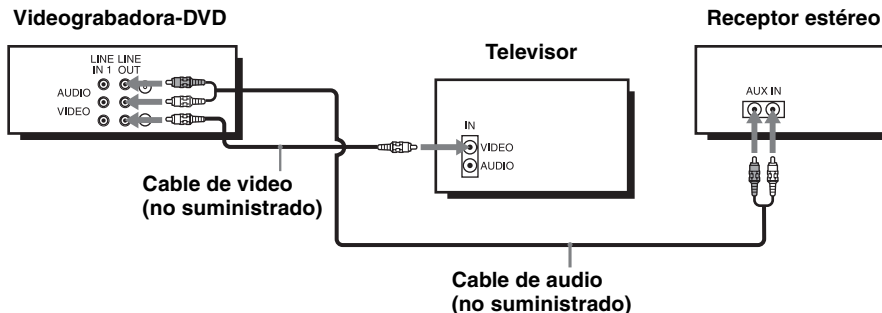 Videograbadora-DVD
LINE LINE
IN 1 OUT
AUDIO
VIDEO
Televisor
IN
VIDEO
AUDIO
Receptor estéreo
AUX IN
Cable de video
(no suministrado)
Cable de audio
(no suministrado)